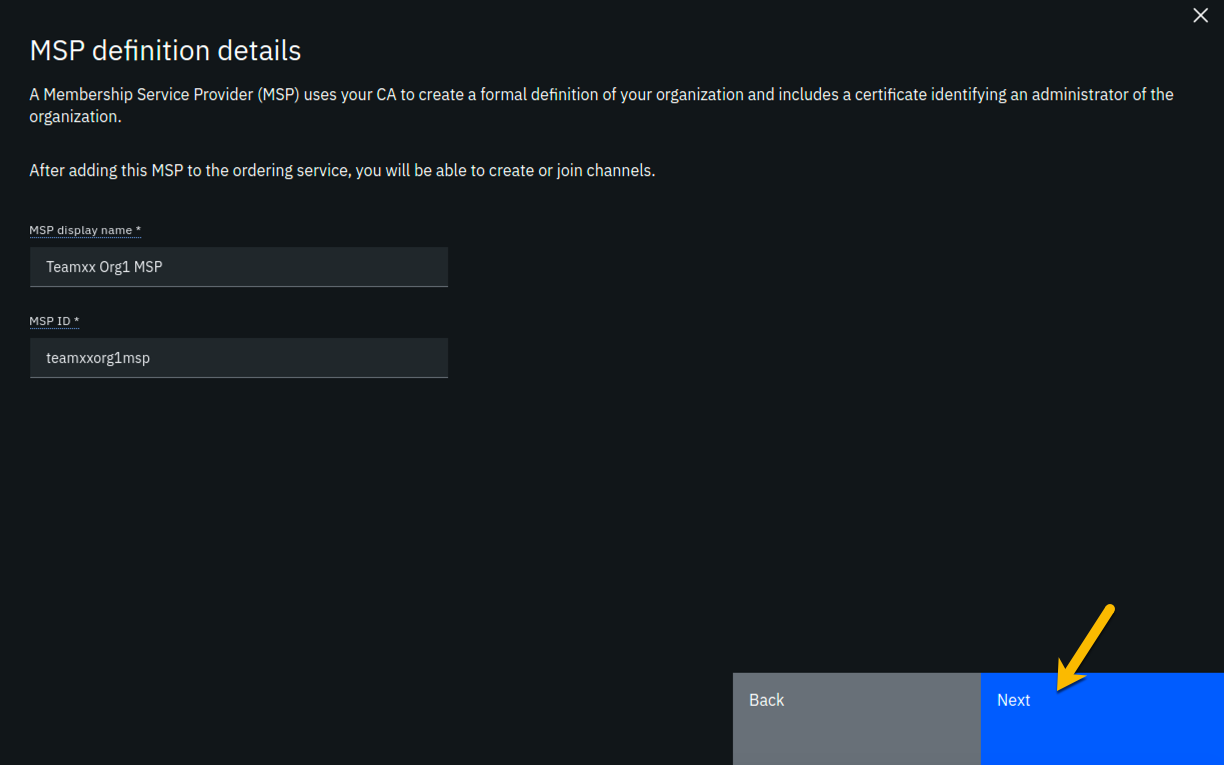 MSP definition details
A Membership Service Provider (MSP) uses your CA to create a formal definition of your organization and includes a certificate identifying an administrator of the
organization.
After adding this MSP to the ordering service, you will be able to create or join channels.
MSP display name *
Teamxx Org1 MSP
MSP ID *
teamxxorg1msp
Back
Next